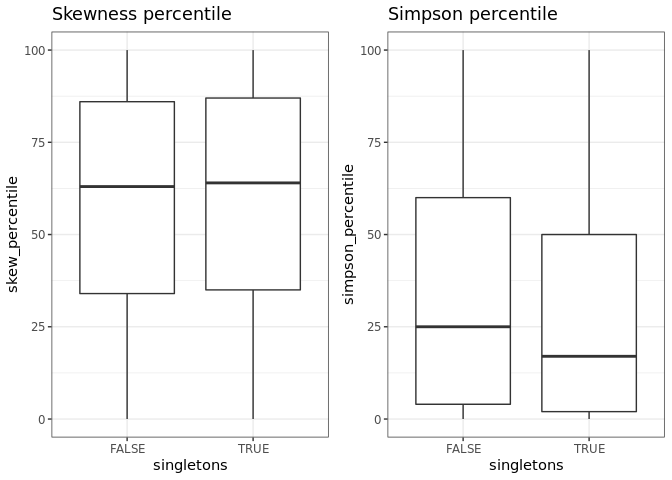 Skewness percentile
skew_percentile
100
75
50
25
0
FALSE
TRUE
singletons
Simpson percentile
simpson_percentile
100
75
50
25
0
FALSE
TRUE
singletons